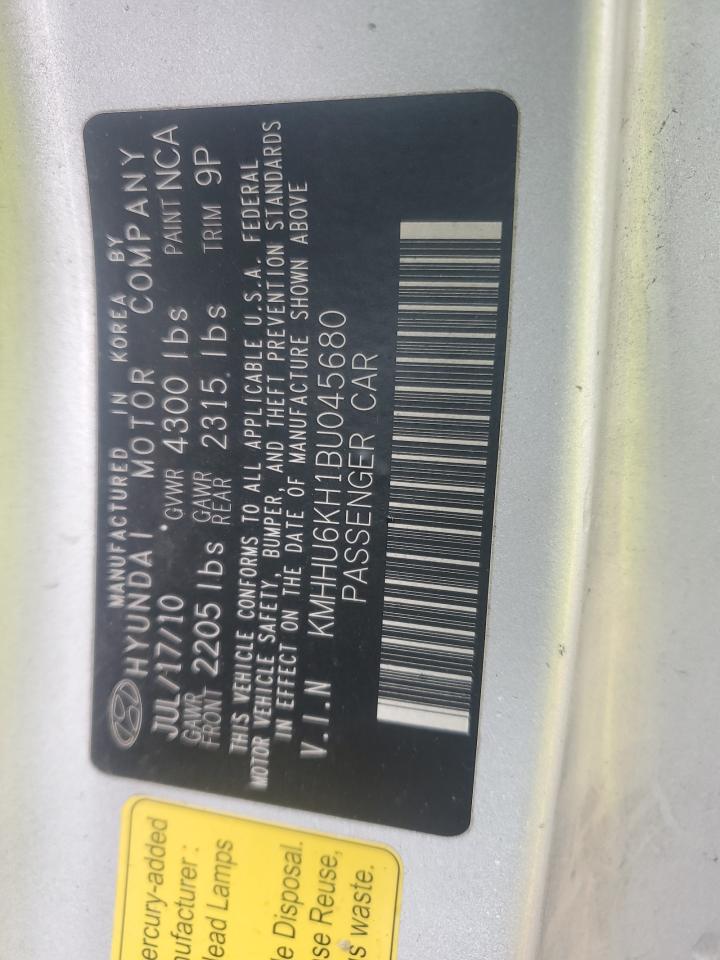 MANUFACTURED IN KOREA BY
HYUNDAI MOTOR COMPANY
JUL/17/10 GVWR 4300 lbs PAINT NCA
GAWR FRONT 2205 lbs GAWR REAR 2315 lbs TRIM 9P
THIS VEHICLE CONFORMS TO ALL APPLICABLE U.S.A. FEDERAL
MOTOR VEHICLE SAFETY, BUMPER, AND THEFT PREVENTION STANDARDS
IN EFFECT ON THE DATE OF MANUFACTURE SHOWN ABOVE
V.I.N KMHHU6KH1BU045680
PASSENGER CAR
ercury-added
nufacturer:
Head Lamps
e Disposal.
se Reuse,
s waste.